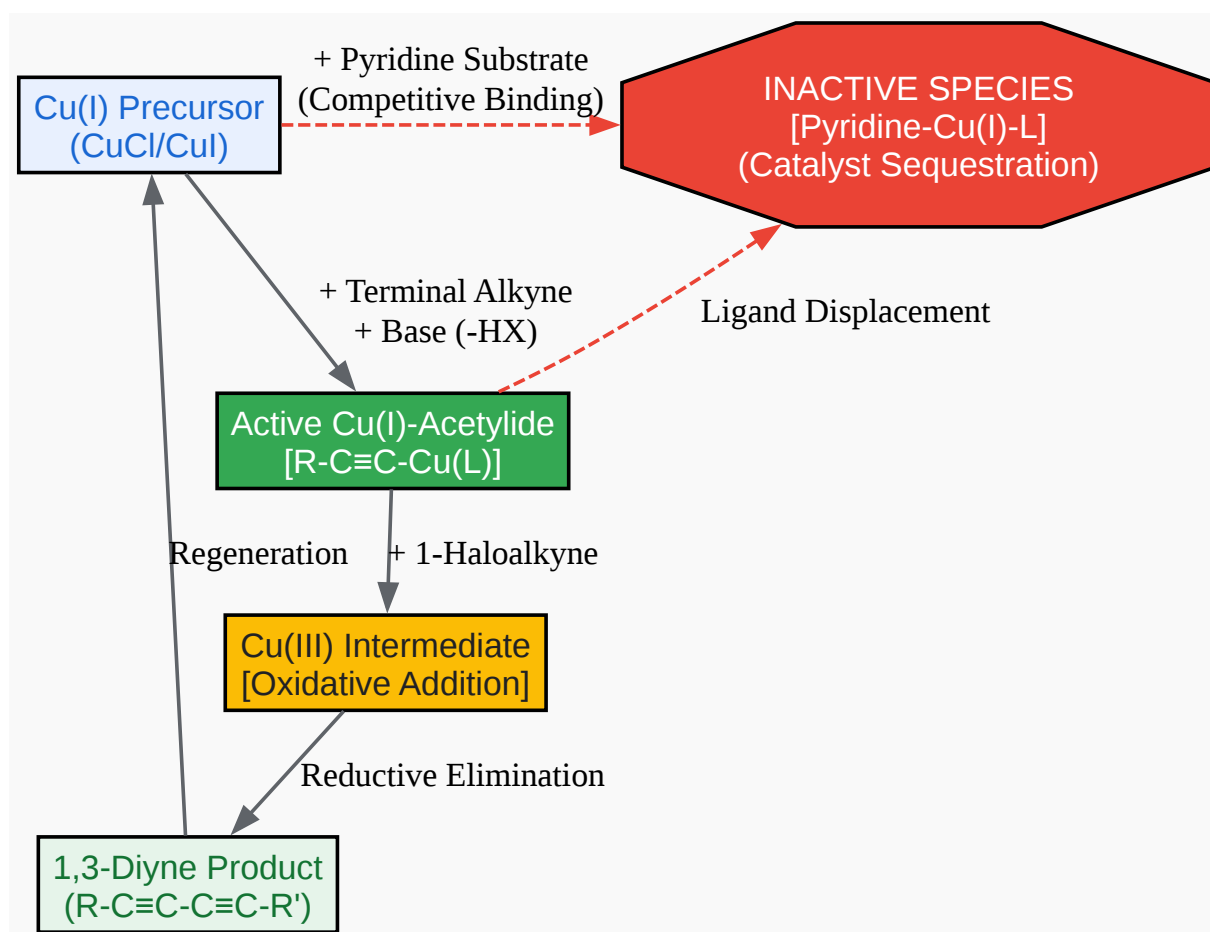 + Pyridine Substrate
(Competitive Binding)
Cu(I) Precursor
(CuCl/CuI)
INACTIVE SPECIES
[Pyridine-Cu(I)-L]
(Catalyst Sequestration)
+ Terminal Alkyne
+ Base (-HX)
Ligand Displacement
Active Cu(I)-Acetylide
[R-C≡C-Cu(L)]
Regeneration
+ 1-Haloalkyne
Cu(III) Intermediate
[Oxidative Addition]
Reductive Elimination
1,3-Diyne Product
(R-C≡C-C≡C-R')